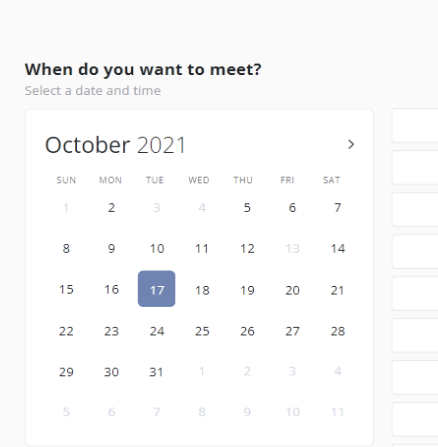 When do you want to meet?
Select a date and time
October 2021
SUN MON TUE WED THU FRI SAT
1 2 3 4 5 6 7
8 9 10 11 12 13 14
15 16 17 18 19 20 21
22 23 24 25 26 27 28
29 30 31 1 2 3 4
5 6 7 8 9 10 11